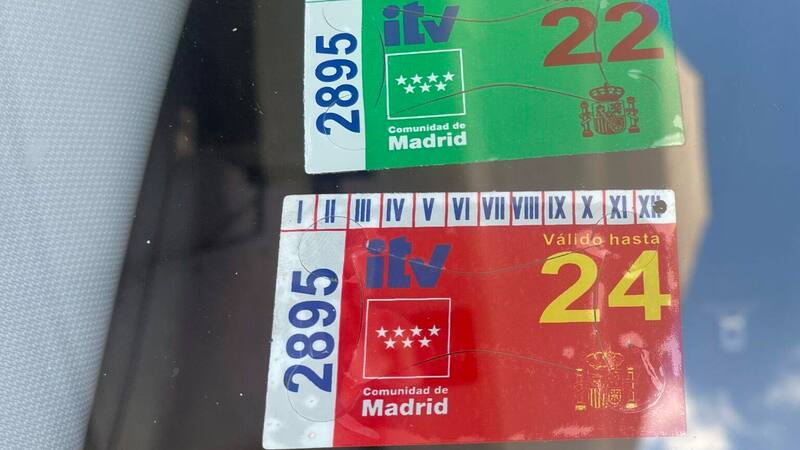 2895
itv
22
Comunidad de
Madrid
I II III IV V VI VII VIII IX X XI XII
2895
itv
Válido hasta
24
Comunidad de
Madrid